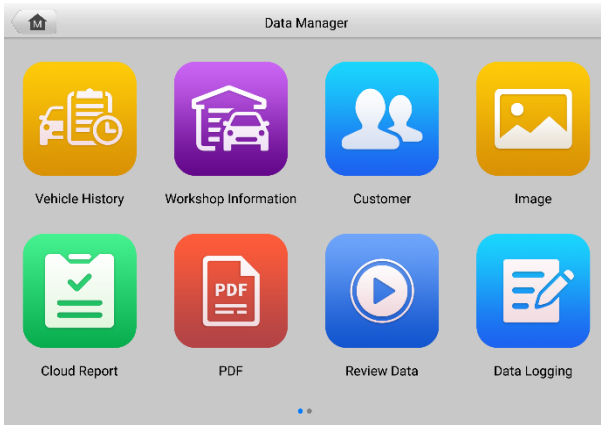 M
Data Manager
Vehicle History
Workshop Information
Customer
Image
Cloud Report
PDF
PDF
Review Data
Data Logging